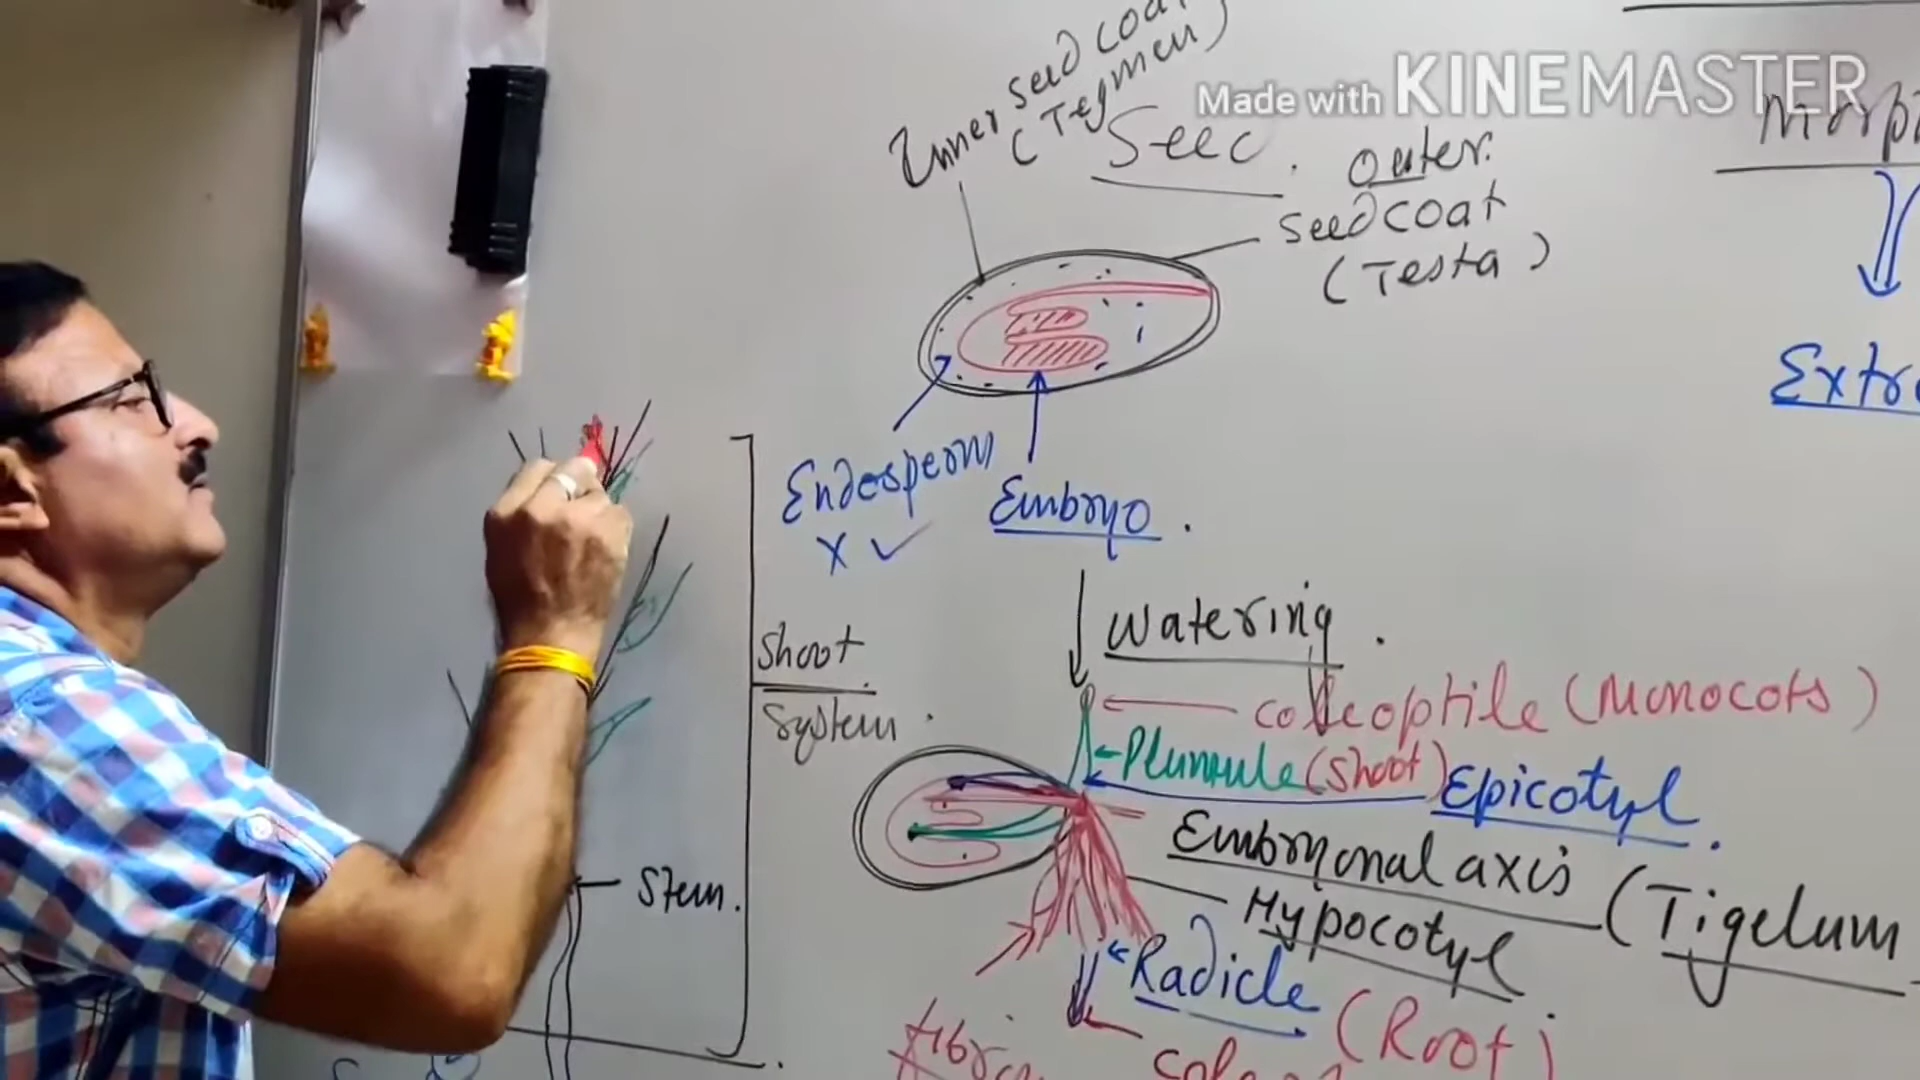 Made with KINEMASTER
Inner seed coat
(Tegmen)
Seed.
outer.
seed coat
(Testa)
Endosperm
X ✓
Embryo.
Watering.
Coleoptile (Monocots)
Plumule (Shoot)
Epicotyl.
Embryonal axis (Tigelum
Hypocotyl
Radicle (Root)
Shoot
System.
Stem.